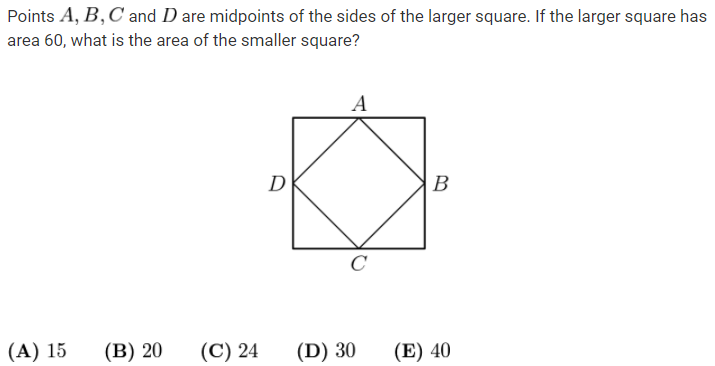 Points A, B, C and D are midpoints of the sides of the larger square. If the larger square has
area 60, what is the area of the smaller square?
A
D
B
C
(A) 15 (B) 20 (C) 24 (D) 30 (E) 40